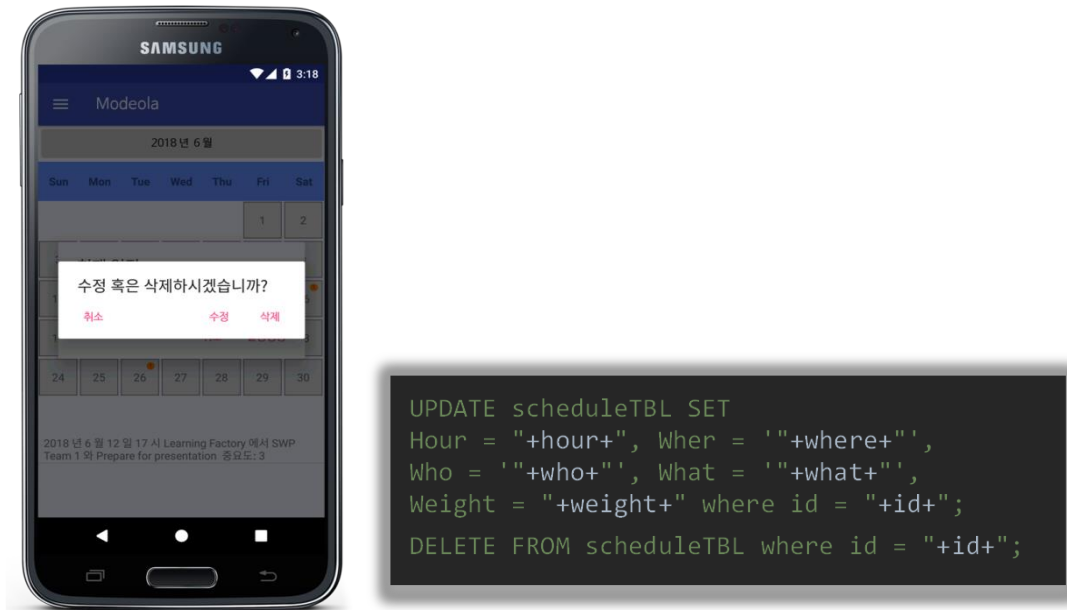 SAMSUNG
3:18
Modeola
2018 년 6 월
Sun Mon Tue Wed Thu Fri Sat
1 2
수정 혹은 삭제하시겠습니까?
취소 수정 삭제
24 25 26 27 28 29 30
2018 년 6 월 12 일 17 시 Learning Factory 에서 SWP
Team 1 와 Prepare for presentation 중요도: 3
UPDATE scheduleTBL SET
Hour = "+hour+", Wher = '"+where+"',
Who = '"+who+"', What = '"+what+"',
Weight = "+weight+" where id = "+id+";
DELETE FROM scheduleTBL where id = "+id+";